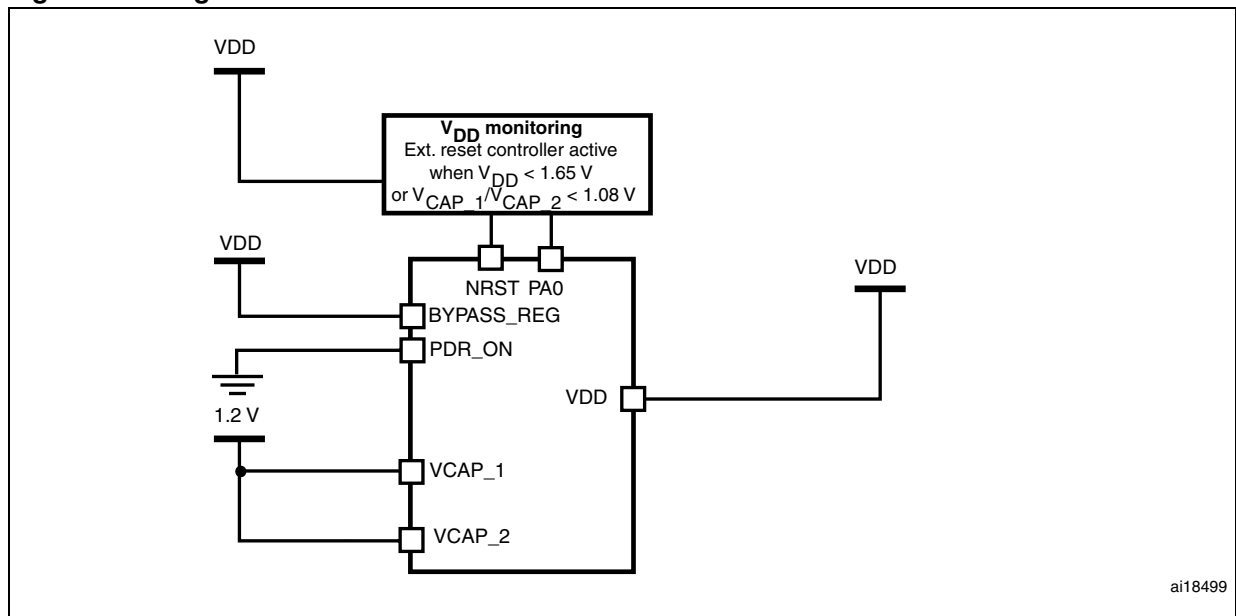 VDD
VDD monitoring
Ext. reset controller active
when VDD < 1.65 V
or VCAP_1/VCAP_2 < 1.08 V
VDD
NRST PA0
VDD
BYPASS_REG
PDR_ON
VDD
1.2 V
VCAP_1
VCAP_2
ai18499